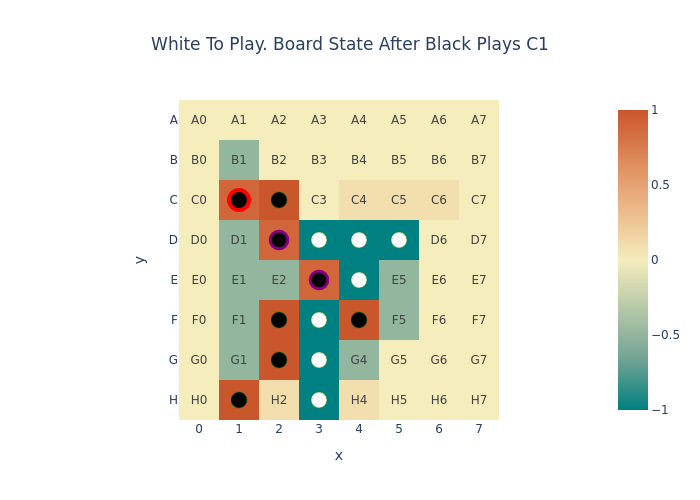 White To Play. Board State After Black Plays C1
A A0 A1 A2 A3 A4 A5 A6 A7
B B0 B1 B2 B3 B4 B5 B6 B7
C C0 C3 C4 C5 C6 C7
D D0 D1 D6 D7
E E0 E1 E2 E5 E6 E7
F F0 F1 F5 F6 F7
G G0 G1 G4 G5 G6 G7
H H0 H2 H4 H5 H6 H7
0 1 2 3 4 5 6 7
x
y
1
0.5
0
−0.5
−1